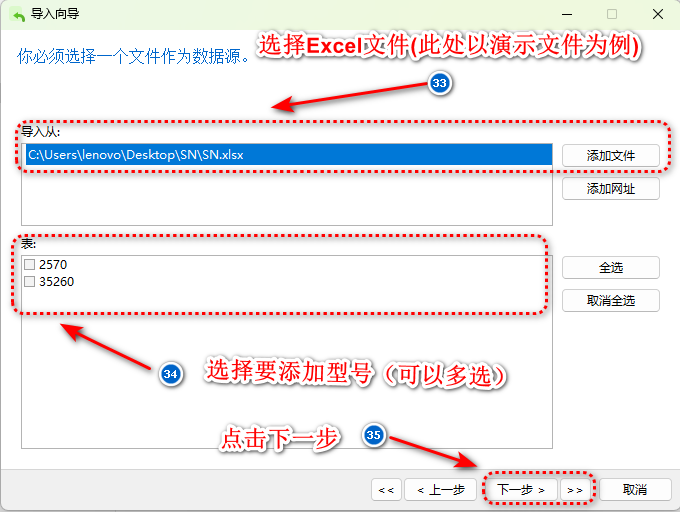 导入向导
你必须选择一个文件作为数据源。
选择Excel文件(此处以演示文件为例)
33
导入从:
C:\Users\lenovo\Desktop\SN\SN.xlsx
添加文件
添加网址
表:
2570
35260
全选
取消全选
34
选择要添加型号（可以多选）
点击下一步
35
<<
< 上一步
下一步 >
>>
取消